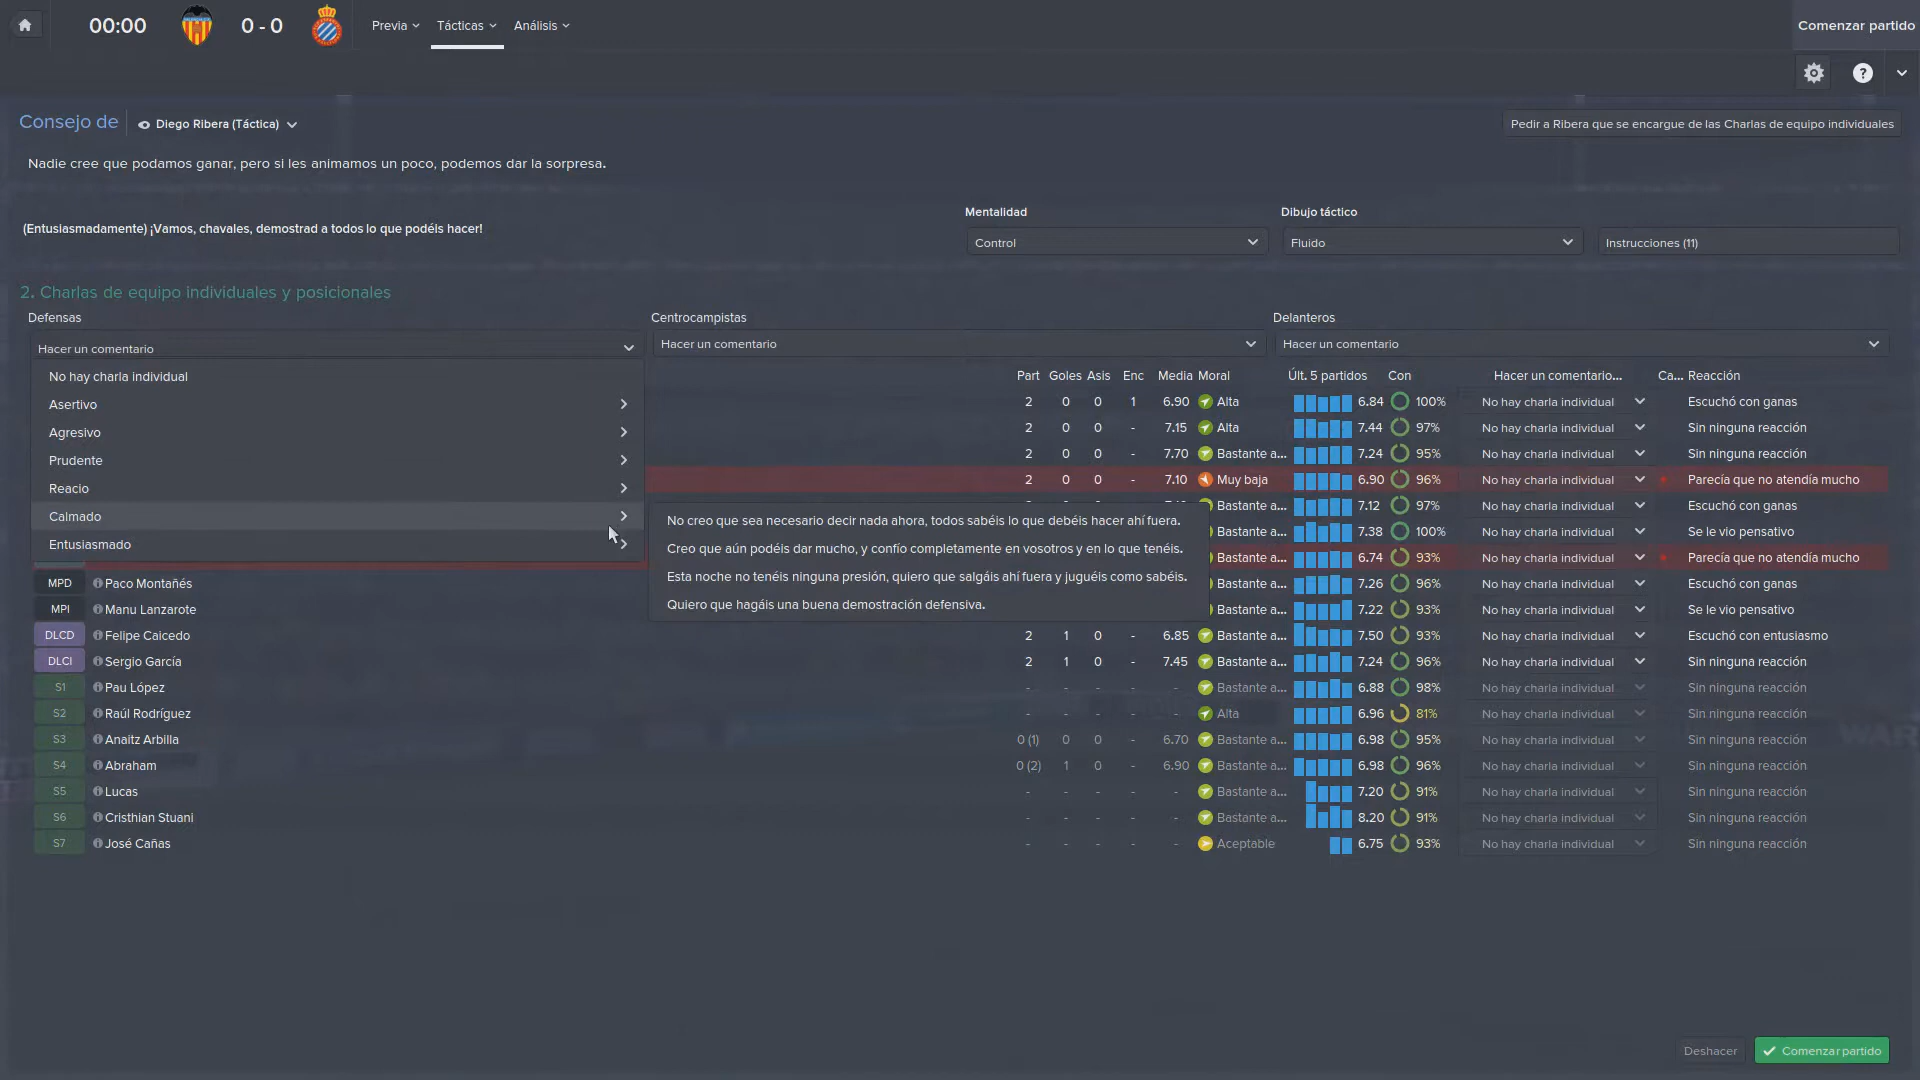 00:00
0 - 0
Previa
Tácticas
Análisis
Comenzar partido
?
Consejo de
Diego Ribera (Táctica)
Pedir a Ribera que se encargue de las Charlas de equipo individuales
Nadie cree que podamos ganar, pero si les animamos un poco, podemos dar la sorpresa.
Mentalidad
Dibujo táctico
(Entusiasmadamente) ¡Vamos, chavales, demostrad a todos lo que podéis hacer!
Control
Fluido
Instrucciones (11)
2. Charlas de equipo individuales y posicionales
Defensas
Centrocampistas
Delanteros
Hacer un comentario
Hacer un comentario
Hacer un comentario
No hay charla individual
Asertivo
Agresivo
Prudente
Reacio
Calmado
Entusiasmado
No creo que sea necesario decir nada ahora, todos sabéis lo que debéis hacer ahí fuera.
Creo que aún podéis dar mucho, y confío completamente en vosotros y en lo que tenéis.
Esta noche no tenéis ninguna presión, quiero que salgáis ahí fuera y juguéis como sabéis.
Quiero que hagáis una buena demostración defensiva.
Part Goles Asis Enc Media Moral Últ. 5 partidos Con Hacer un comentario... Ca... Reacción
2 0 0 1 6.90 Alta 6.84 100% No hay charla individual Escuchó con ganas
2 0 0 - 7.15 Alta 7.44 97% No hay charla individual Sin ninguna reacción
2 0 0 - 7.70 Bastante a... 7.24 95% No hay charla individual Sin ninguna reacción
2 0 0 - 7.10 Muy baja 6.90 96% No hay charla individual Parecía que no atendía mucho
Bastante a... 7.12 97% No hay charla individual Escuchó con ganas
Bastante a... 7.38 100% No hay charla individual Se le vio pensativo
Bastante a... 6.74 93% No hay charla individual Parecía que no atendía mucho
MPD Paco Montañés Bastante a... 7.26 96% No hay charla individual Escuchó con ganas
MPI Manu Lanzarote Bastante a... 7.22 93% No hay charla individual Se le vio pensativo
DLCD Felipe Caicedo 2 1 0 - 6.85 Bastante a... 7.50 93% No hay charla individual Escuchó con entusiasmo
DLCI Sergio García 2 1 0 - 7.45 Bastante a... 7.24 96% No hay charla individual Sin ninguna reacción
S1 Pau López - - - - - Bastante a... 6.88 98% No hay charla individual Sin ninguna reacción
S2 Raúl Rodríguez - - - - - Alta 6.96 81% No hay charla individual Sin ninguna reacción
S3 Anaitz Arbilla 0 (1) 0 0 - 6.70 Bastante a... 6.98 95% No hay charla individual Sin ninguna reacción
S4 Abraham 0 (2) 1 0 - 6.90 Bastante a... 6.98 96% No hay charla individual Sin ninguna reacción
S5 Lucas - - - - - Bastante a... 7.20 91% No hay charla individual Sin ninguna reacción
S6 Cristhian Stuani - - - - - Bastante a... 8.20 91% No hay charla individual Sin ninguna reacción
S7 José Cañas - - - - - Aceptable 6.75 93% No hay charla individual Sin ninguna reacción
Deshacer
Comenzar partido